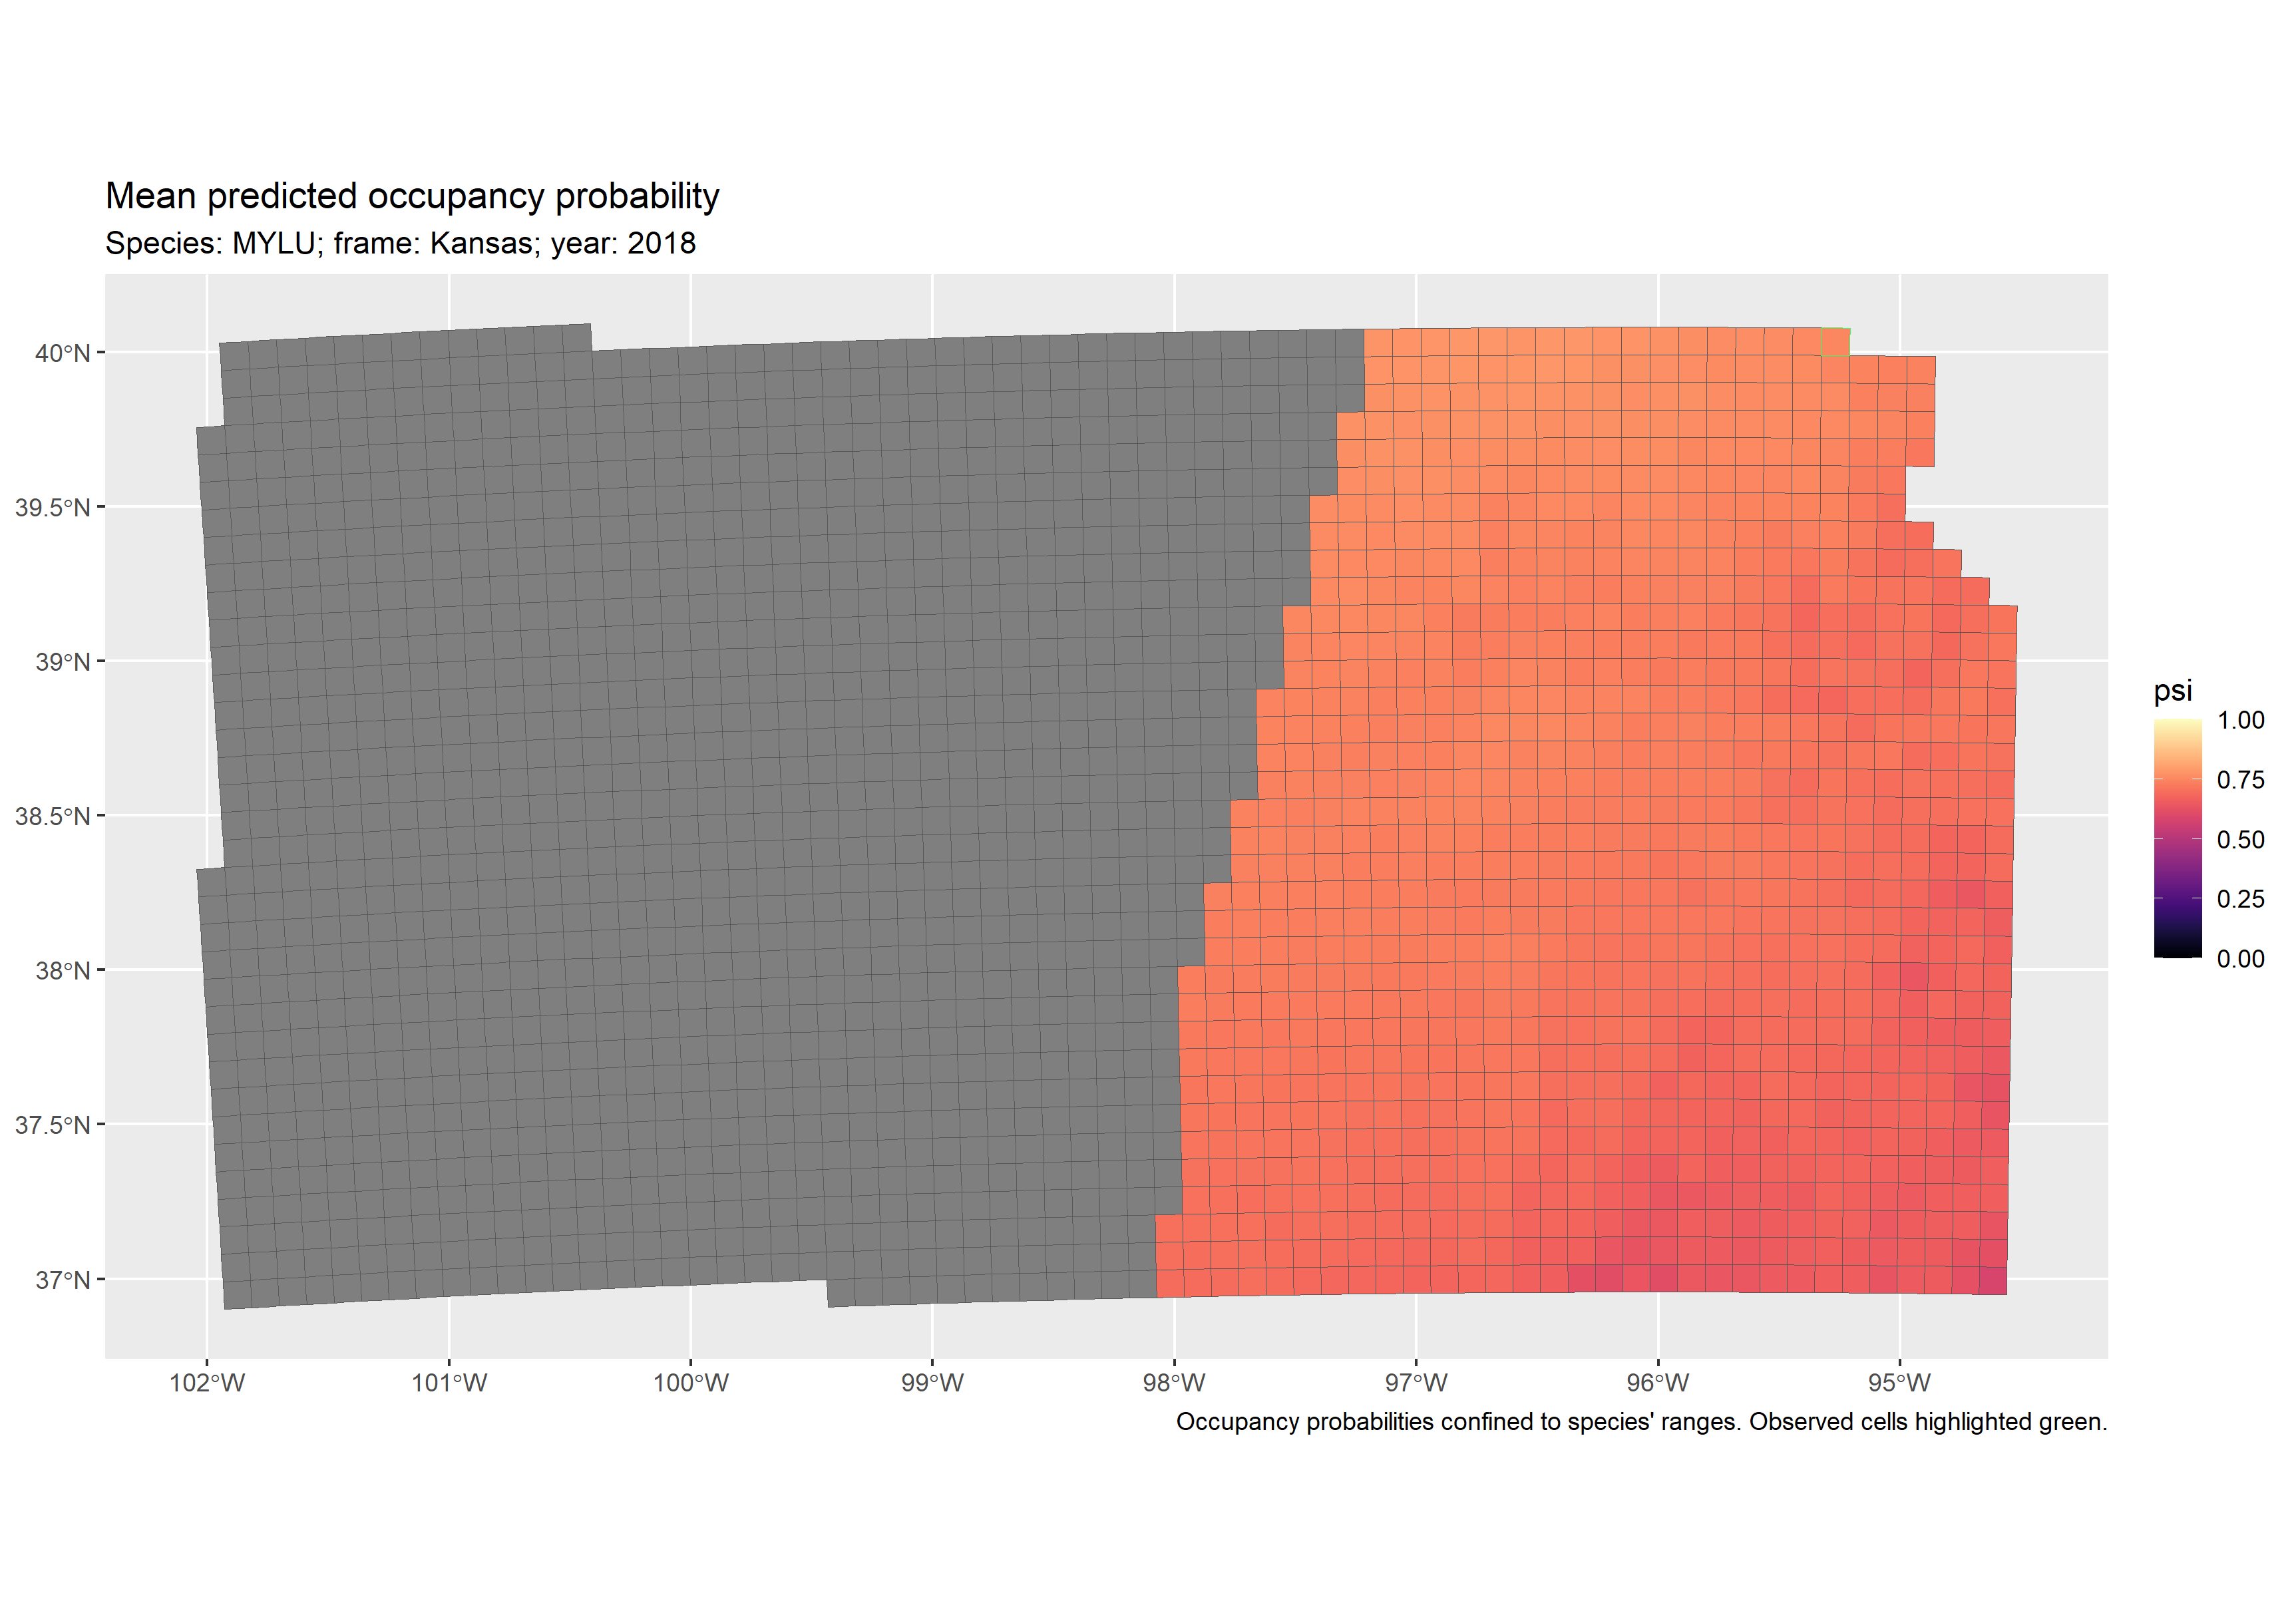 Mean predicted occupancy probability
Species: MYLU; frame: Kansas; year: 2018
40°N
39.5°N
39°N
38.5°N
38°N
37.5°N
37°N
102°W
101°W
100°W
99°W
98°W
97°W
96°W
95°W
psi
1.00
0.75
0.50
0.25
0.00
Occupancy probabilities confined to species' ranges. Observed cells highlighted green.